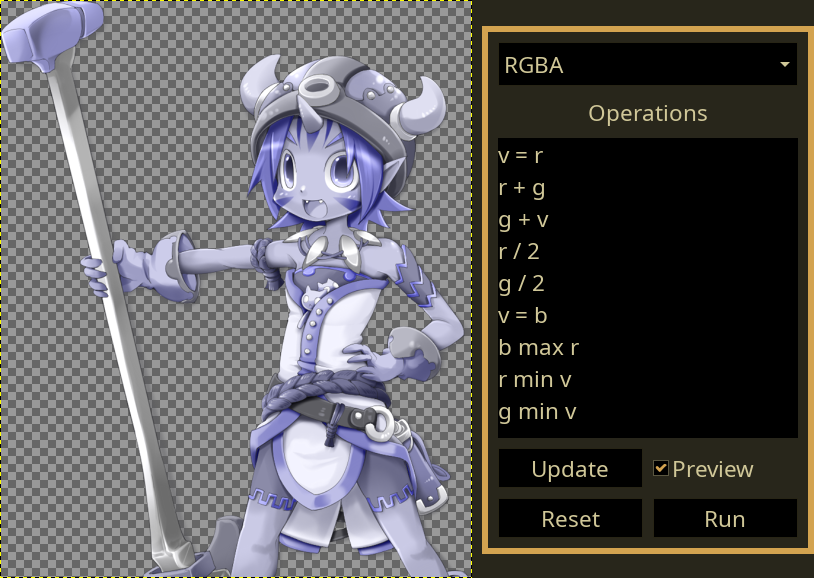 RGBA
Operations
v = r
r + g
g + v
r / 2
g / 2
v = b
b max r
r min v
g min v
Update
Preview
Reset
Run